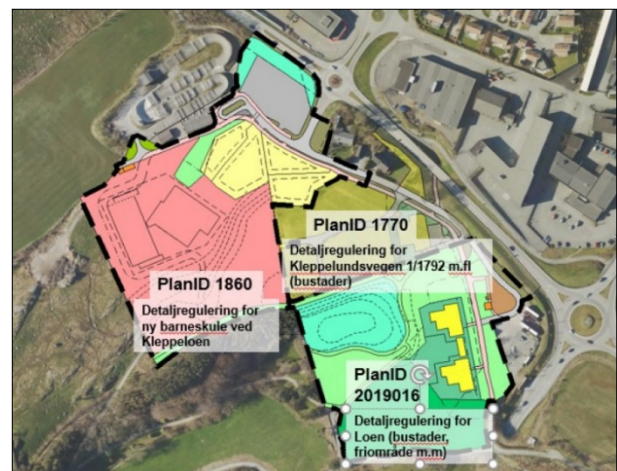 PlanID 1770
Detaljregulering for
Kleppelundsvegen 1/1792 m.fl
(bustader)
PlanID 1860
Detaljregulering for
ny barneskule ved
Kleppeloen
PlanID
2019016
Detaljregulering for
Loen (bustader,
friområde m.m)